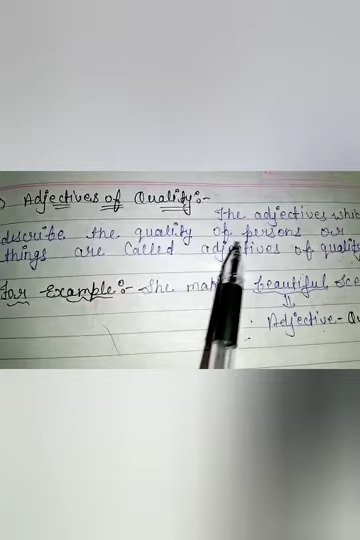 Adjectives of Quality:-
The adjectives which
describe the quality of persons or
things are called adjectives of quality
For Example:- She beautiful
Adjective-